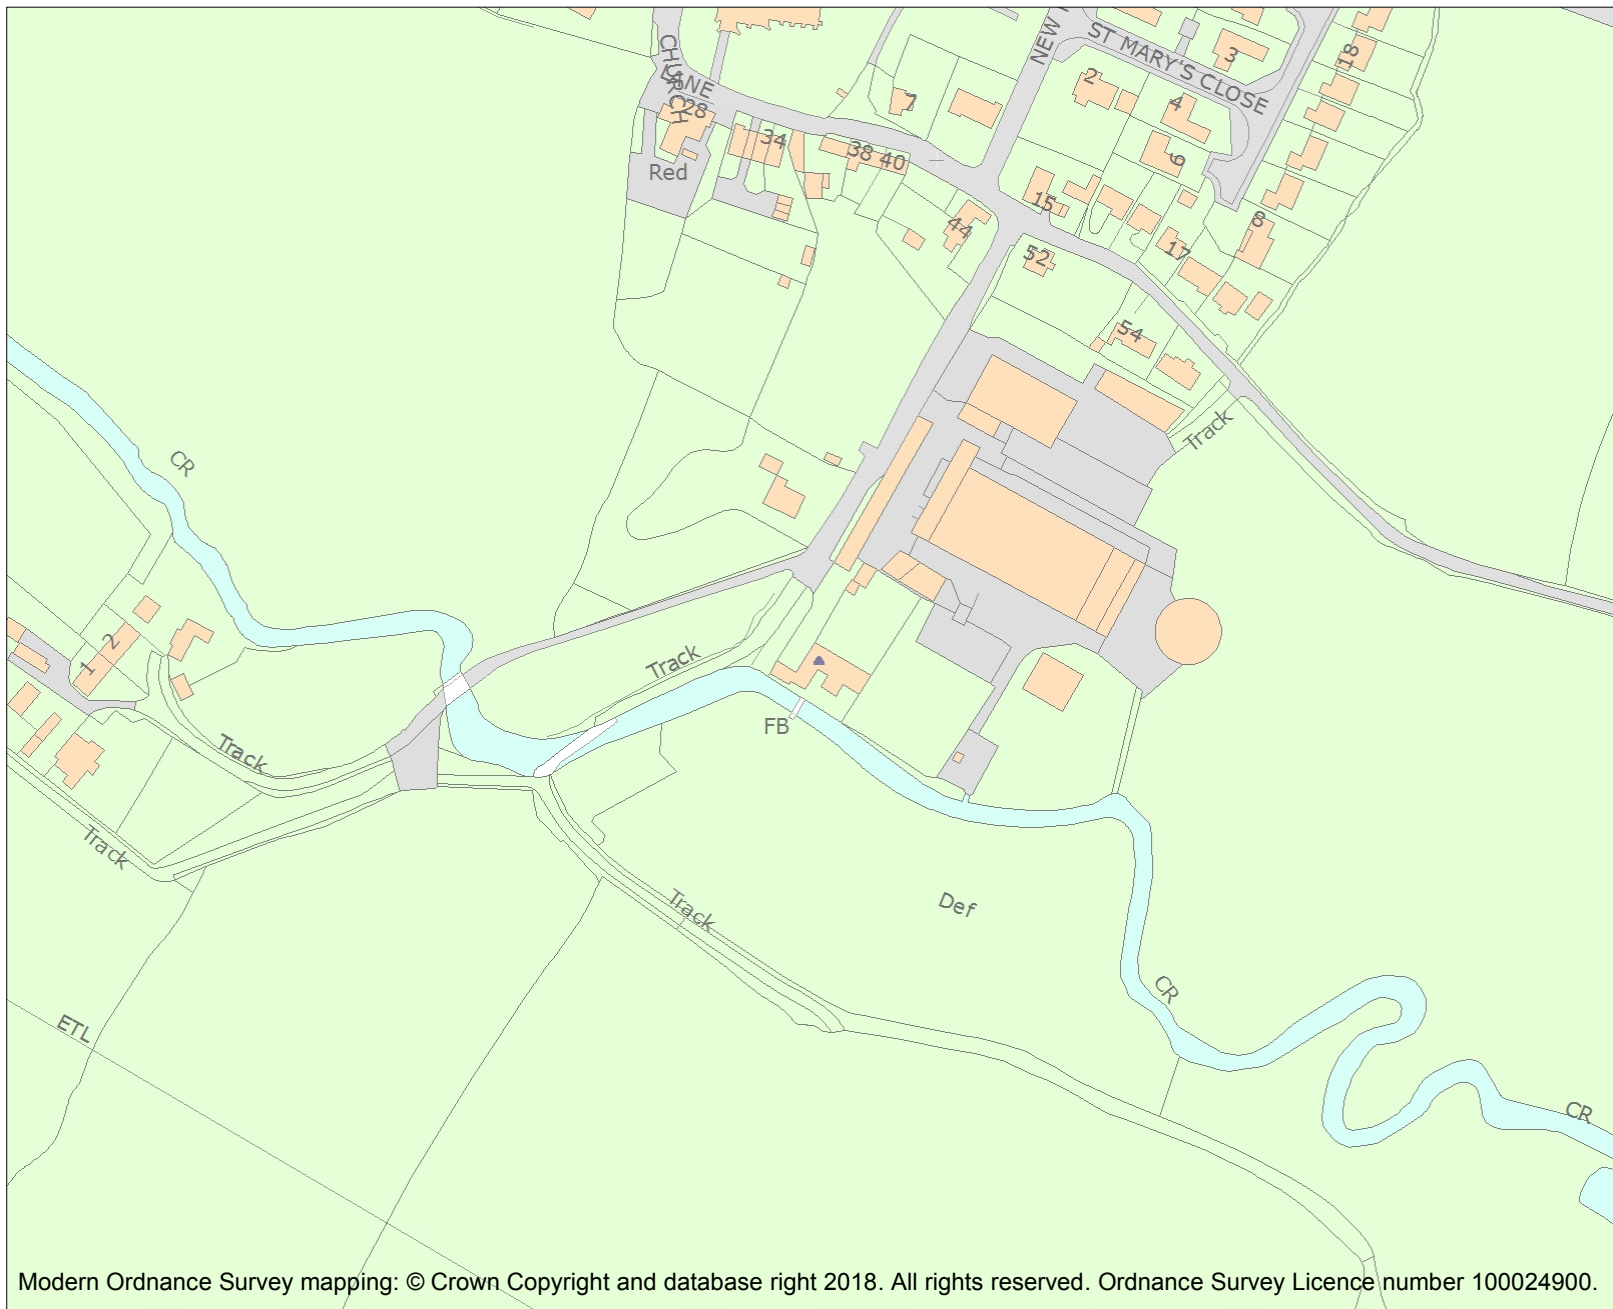 CHURCH
LANE
28
Red
34
38 40
7
NEW
ST MARY'S CLOSE
2
4
6
3
18
8
15
17
44
52
54
Track
CR
1
2
Track
Track
FB
Track
Track
Def
CR
CR
ETL
Modern Ordnance Survey mapping: © Crown Copyright and database right 2018. All rights reserved. Ordnance Survey Licence number 100024900.